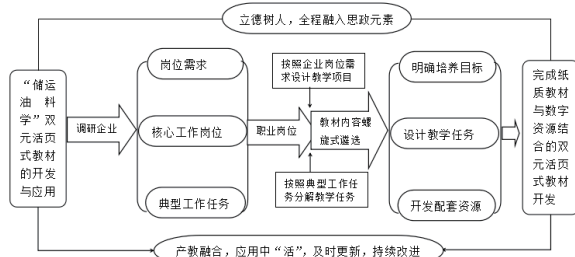 立德树人，全程融入思政元素
“储运
油料
学”双
元活页
式教材
的开发
与应用
调研企业
岗位需求
核心工作岗位
典型工作任务
职业岗位
按照企业岗位需
求设计教学项目
教材内容螺
旋式遴选
按照典型工作任
务分解教学任务
明确培养目标
设计教学任务
开发配套资源
完成纸
质教材
与数字
资源结
合的双
元活页
式教材
开发
产教融合，应用中“活”，及时更新，持续改进